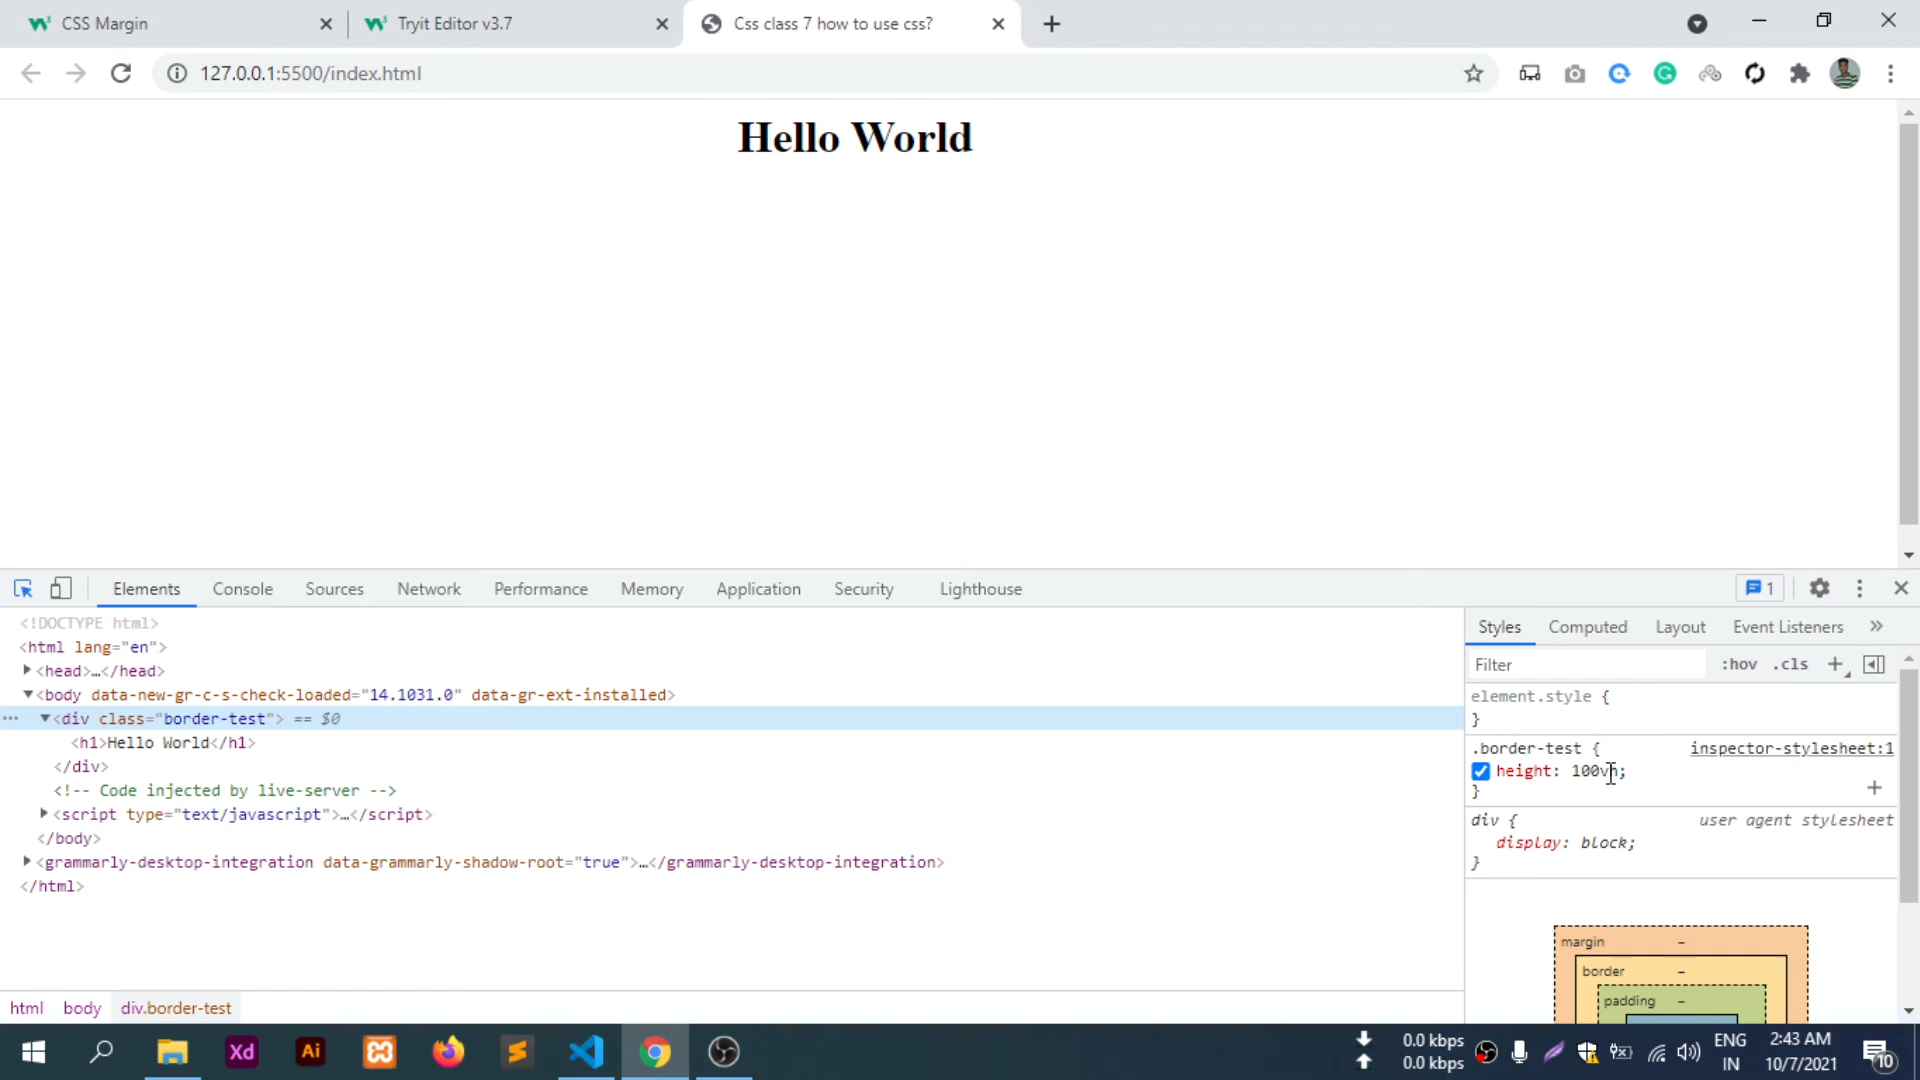 CSS Margin
Tryit Editor v3.7
Css class 7 how to use css?
127.0.0.1:5500/index.html
Hello World
Elements Console Sources Network Performance Memory Application Security Lighthouse
1
<!DOCTYPE html>
<html lang="en">
<head>…</head>
<body data-new-gr-c-s-check-loaded="14.1031.0" data-gr-ext-installed>
<div class="border-test"> == $0
<h1>Hello World</h1>
</div>
<!-- Code injected by live-server -->
<script type="text/javascript">…</script>
</body>
<grammarly-desktop-integration data-grammarly-shadow-root="true">…</grammarly-desktop-integration>
</html>
html body div.border-test
Styles Computed Layout Event Listeners
Filter :hov .cls
element.style {
}
.border-test { inspector-stylesheet:1
height: 100vh;
}
div { user agent stylesheet
display: block;
}
margin –
border –
padding –
Xd
Ai
0.0 kbps
0.0 kbps
ENG
IN
2:43 AM
10/7/2021
10